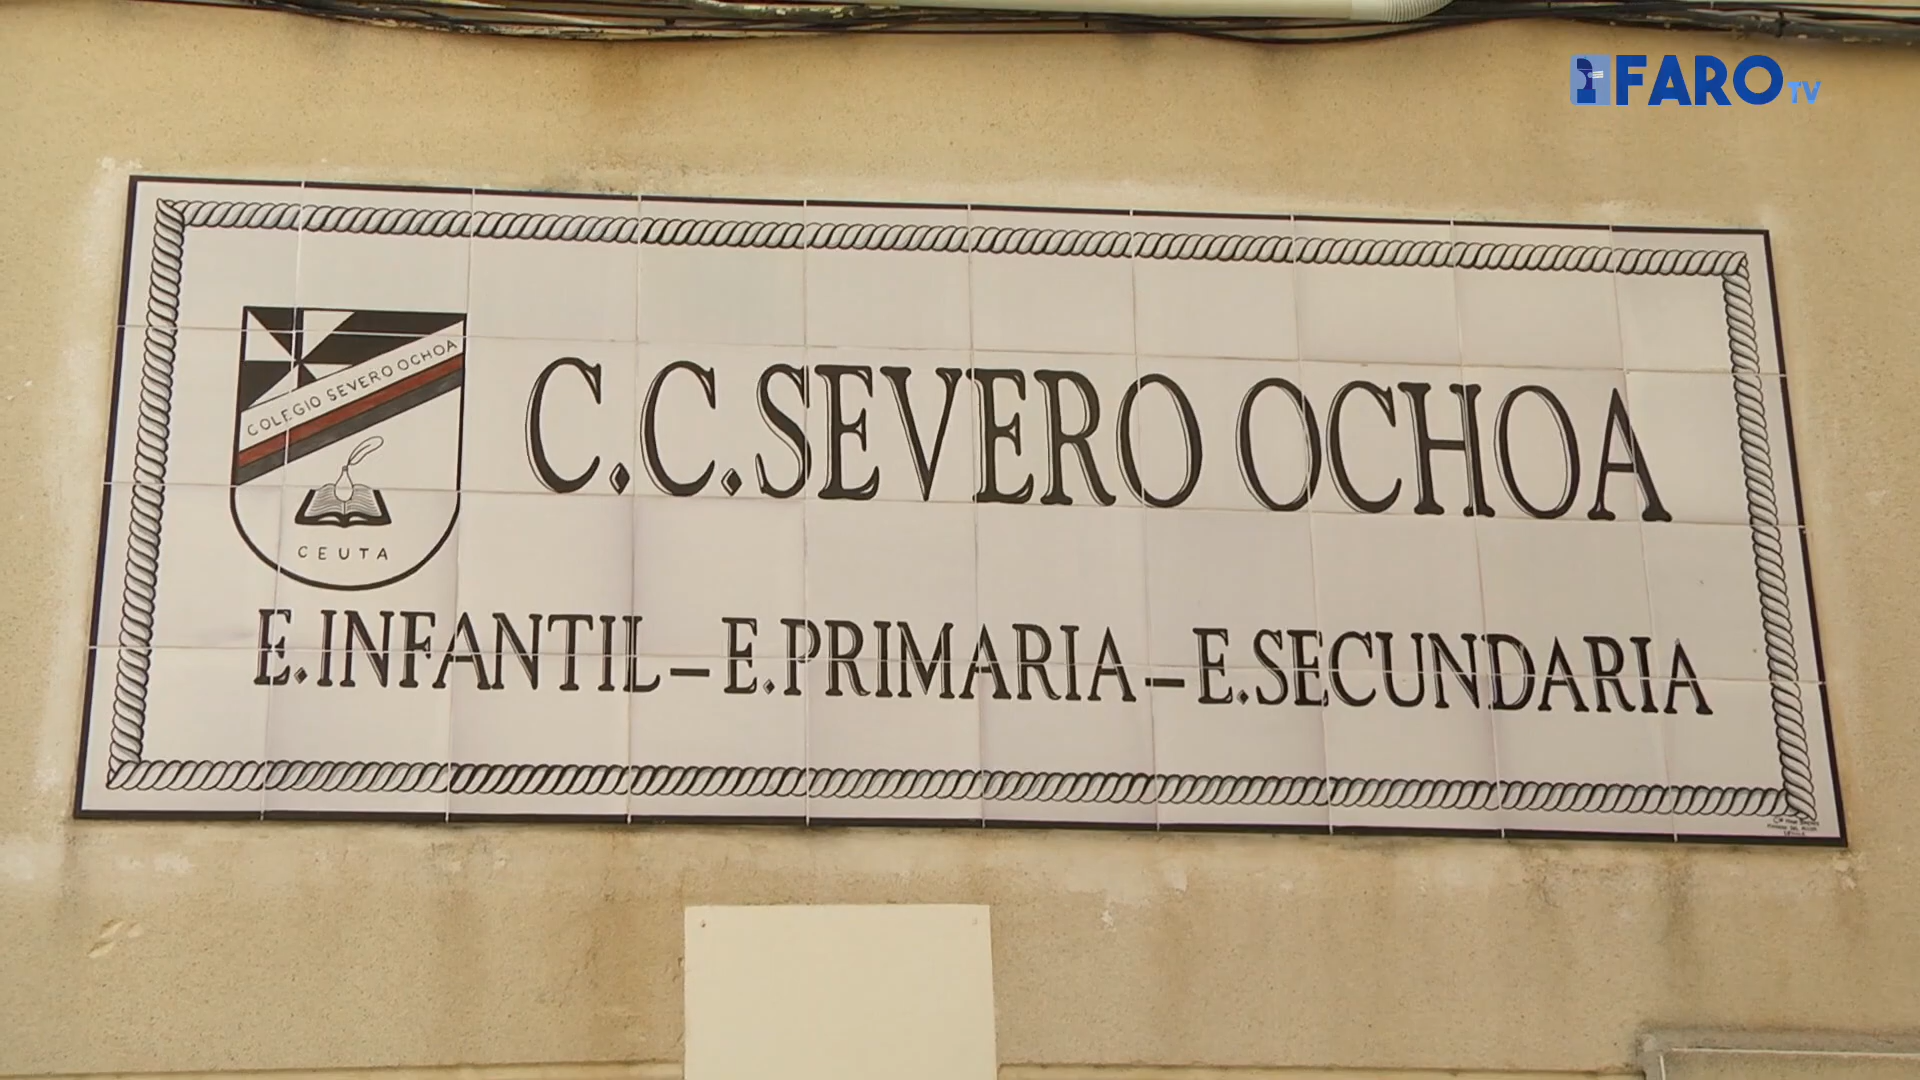 FARO TV
COLEGIO SEVERO OCHOA
CEUTA
C.C. SEVERO OCHOA
E. INFANTIL - E. PRIMARIA - E. SECUNDARIA